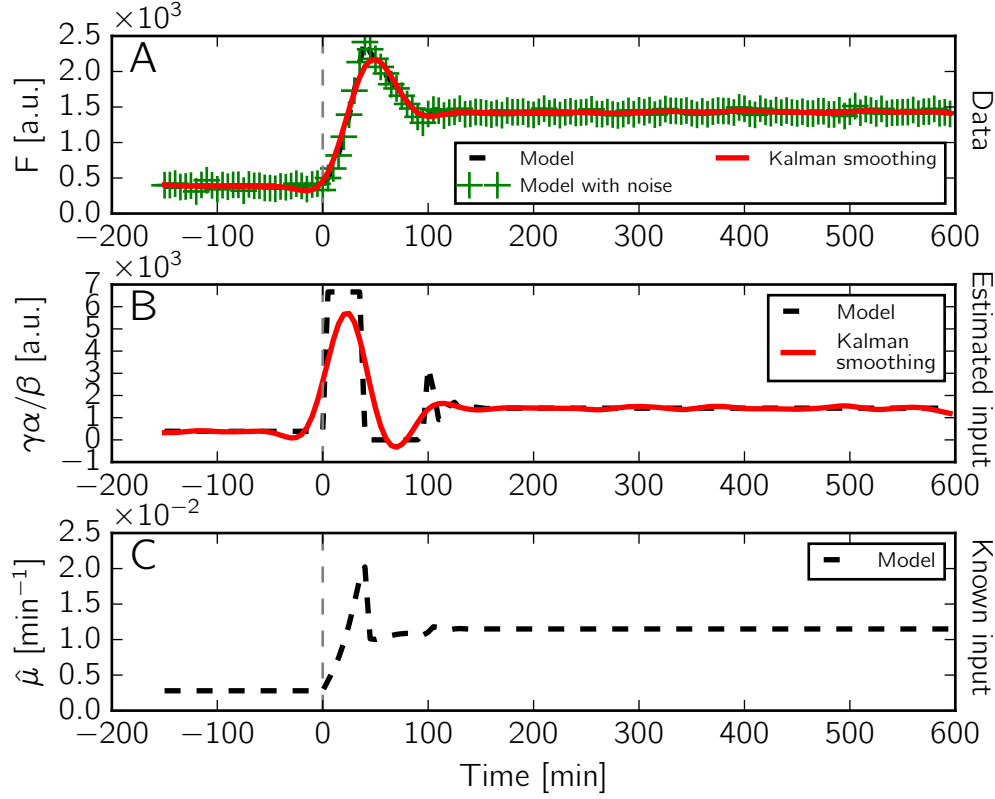 ×10³
A
F [a.u.]
2.5
2.0
1.5
1.0
0.5
0.0
Model
Model with noise
Kalman smoothing
Data
−200 −100 0 100 200 300 400 500 600
×10³
B
γα/β [a.u.]
7
6
5
4
3
2
1
0
−1
Model
Kalman
smoothing
Estimated input
−200 −100 0 100 200 300 400 500 600
×10⁻²
C
μ̂ [min⁻¹]
2.5
2.0
1.5
1.0
0.5
0.0
Model
Known input
−200 −100 0 100 200 300 400 500 600
Time [min]